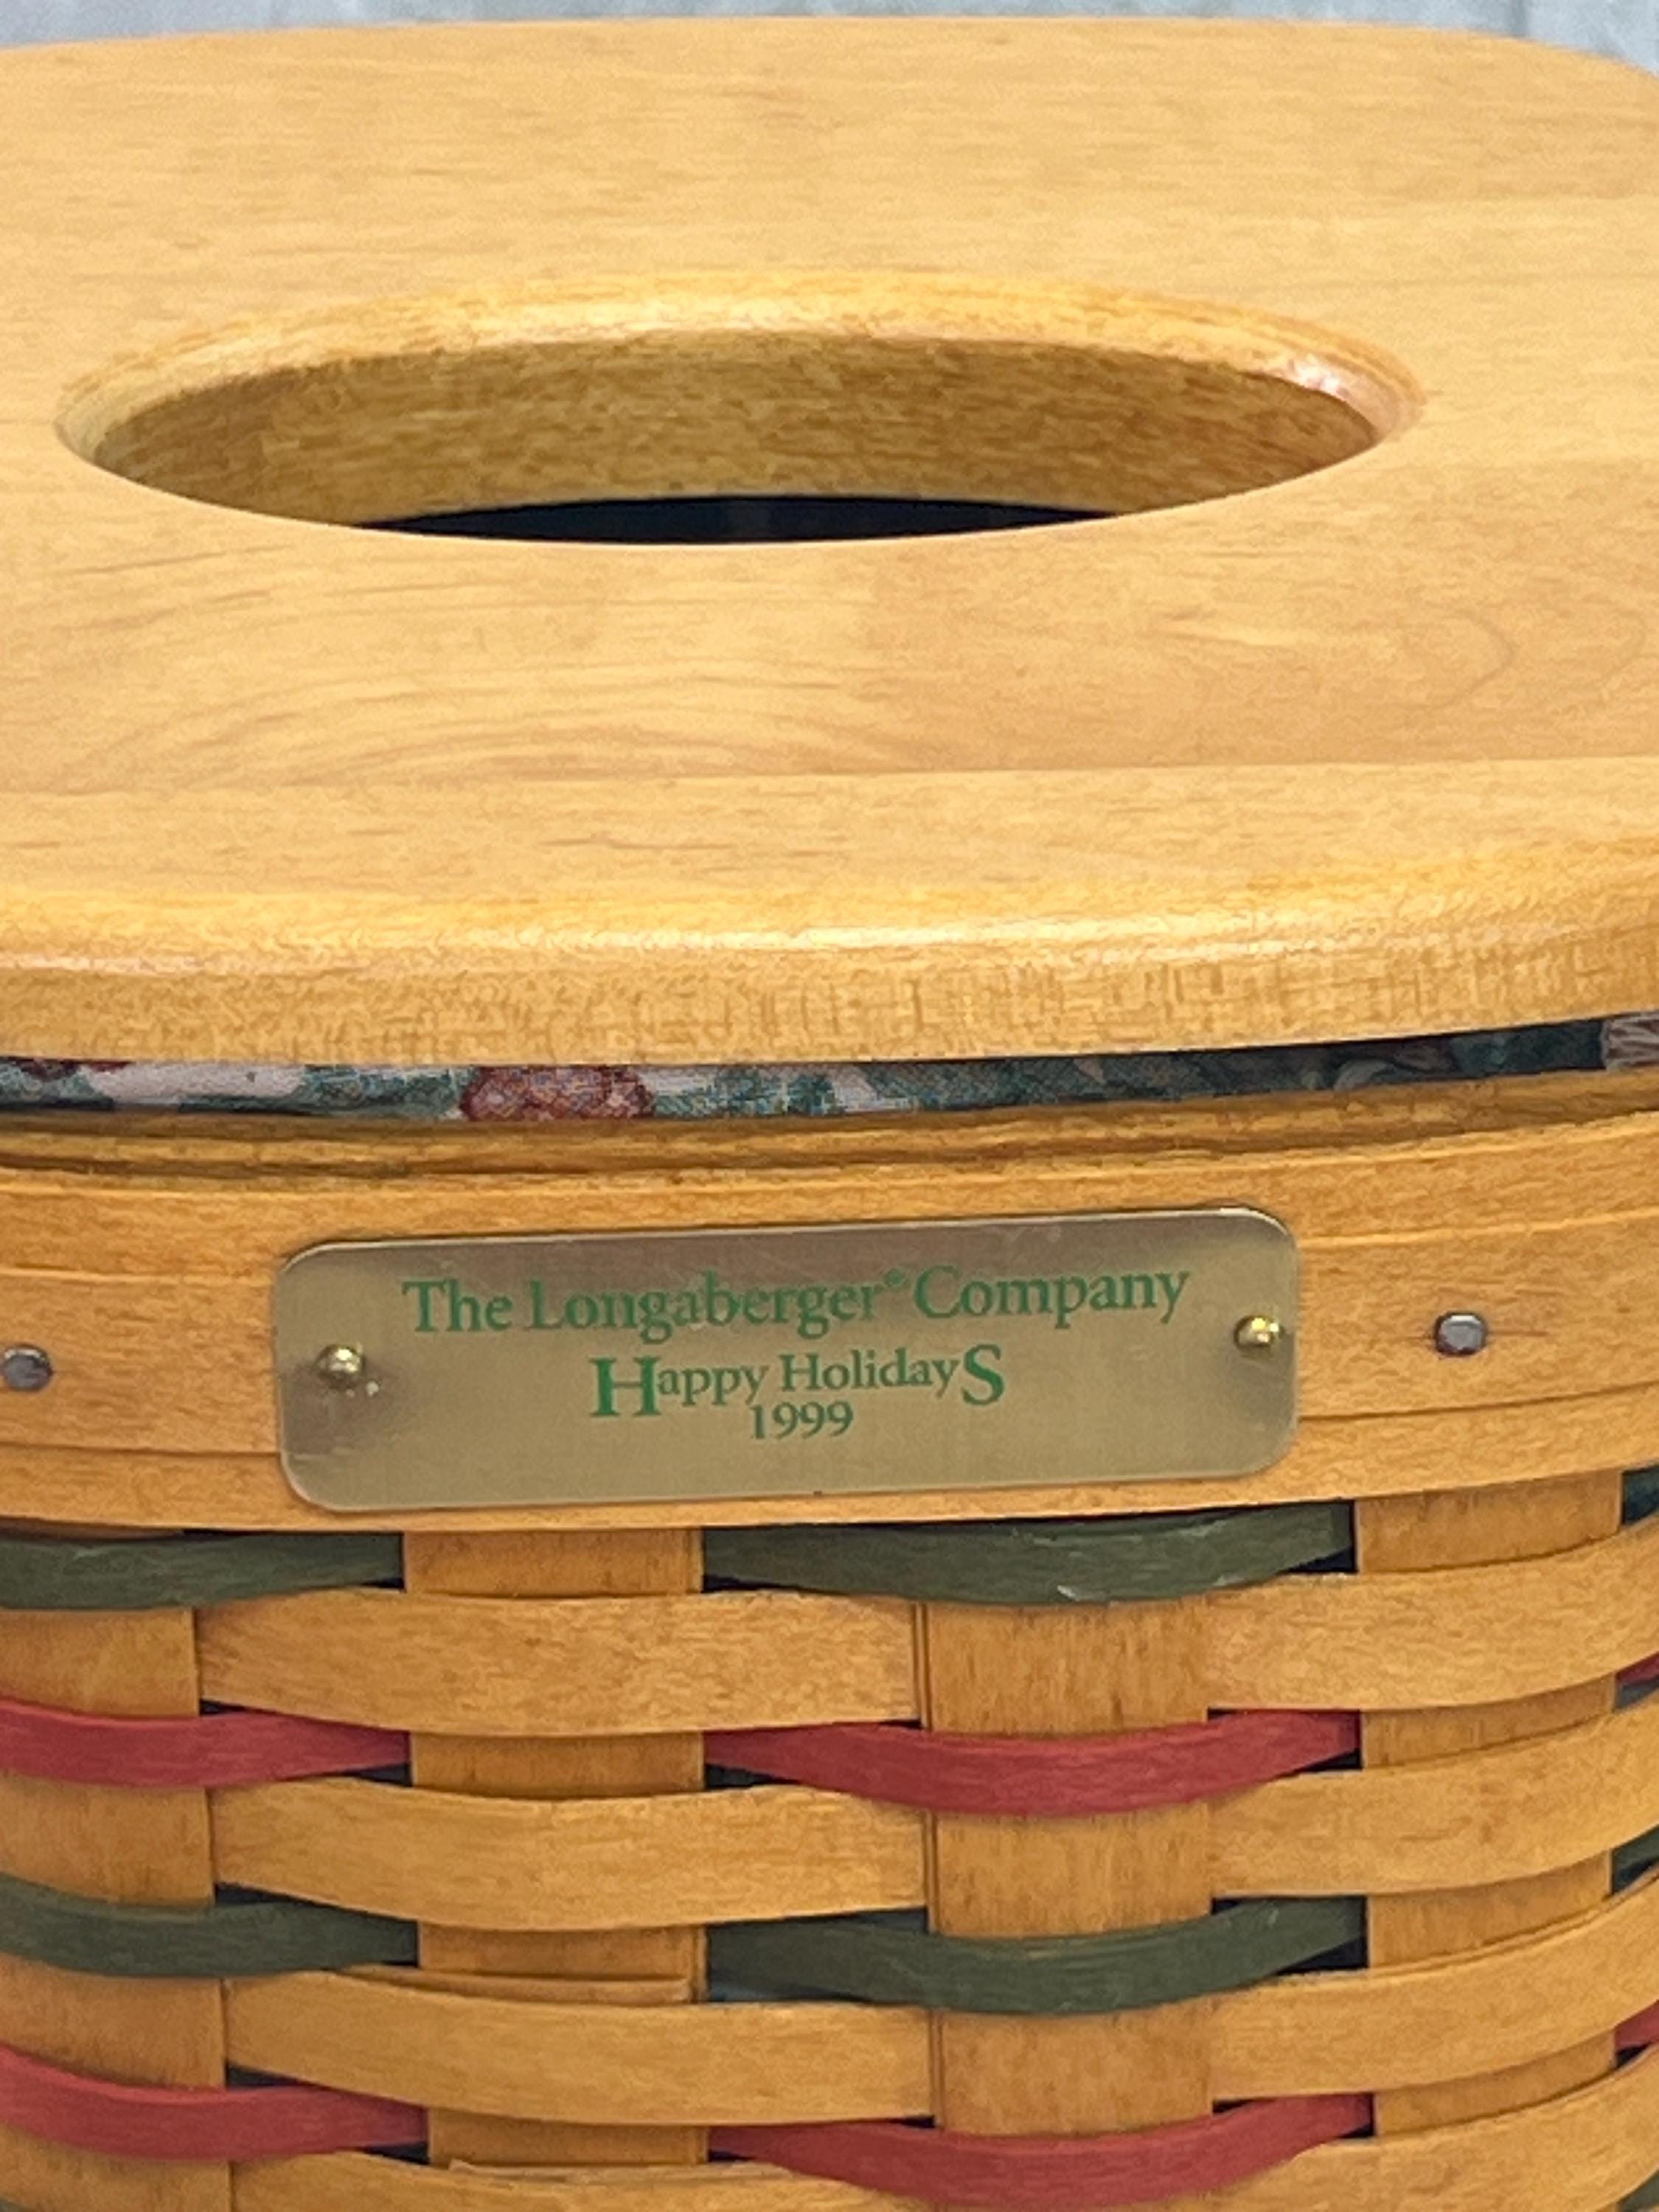 The Longaberger® Company
Happy HolidayS
1999